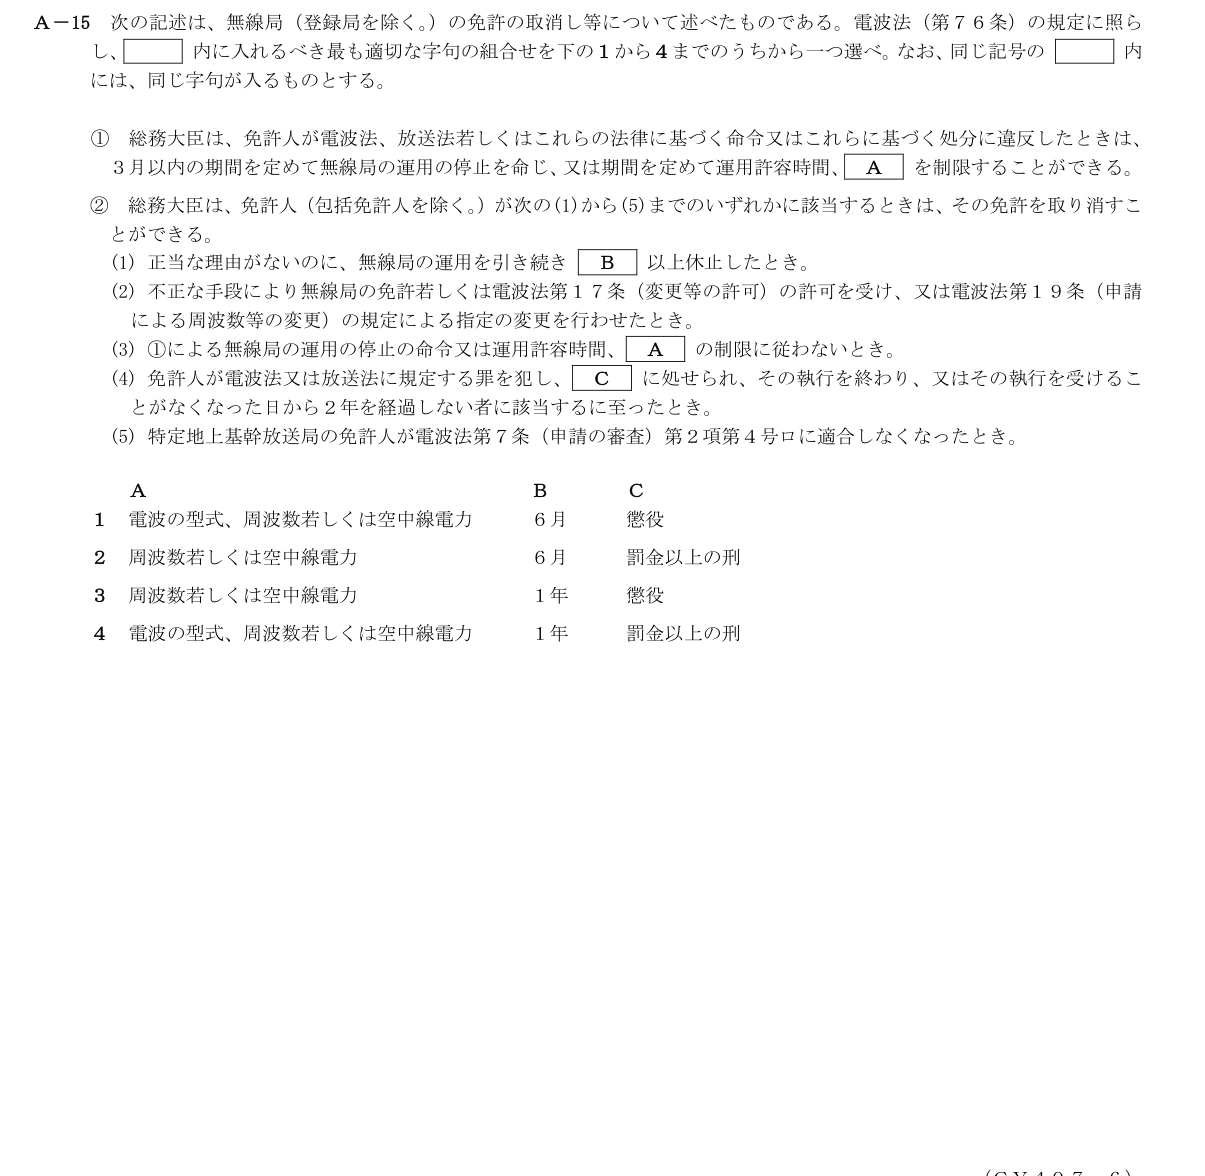 Ａ－15　次の記述は、無線局（登録局を除く。）の免許の取消し等について述べたものである。電波法（第７６条）の規定に照ら
し、 内に入れるべき最も適切な字句の組合せを下の１から４までのうちから一つ選べ。なお、同じ記号の 内
には、同じ字句が入るものとする。
①　総務大臣は、免許人が電波法、放送法若しくはこれらの法律に基づく命令又はこれらに基づく処分に違反したときは、
３月以内の期間を定めて無線局の運用の停止を命じ、又は期間を定めて運用許容時間、 A を制限することができる。
②　総務大臣は、免許人（包括免許人を除く。）が次の(1)から(5)までのいずれかに該当するときは、その免許を取り消すこ
とができる。
(1) 正当な理由がないのに、無線局の運用を引き続き B 以上休止したとき。
(2) 不正な手段により無線局の免許若しくは電波法第１７条（変更等の許可）の許可を受け、又は電波法第１９条（申請
による周波数等の変更）の規定による指定の変更を行わせたとき。
(3) ①による無線局の運用の停止の命令又は運用許容時間、 A の制限に従わないとき。
(4) 免許人が電波法又は放送法に規定する罪を犯し、 C に処せられ、その執行を終わり、又はその執行を受けるこ
とがなくなった日から２年を経過しない者に該当するに至ったとき。
(5) 特定地上基幹放送局の免許人が電波法第７条（申請の審査）第２項第４号ロに適合しなくなったとき。
A B C
1 電波の型式、周波数若しくは空中線電力 ６月 懲役
2 周波数若しくは空中線電力 ６月 罰金以上の刑
3 周波数若しくは空中線電力 １年 懲役
4 電波の型式、周波数若しくは空中線電力 １年 罰金以上の刑